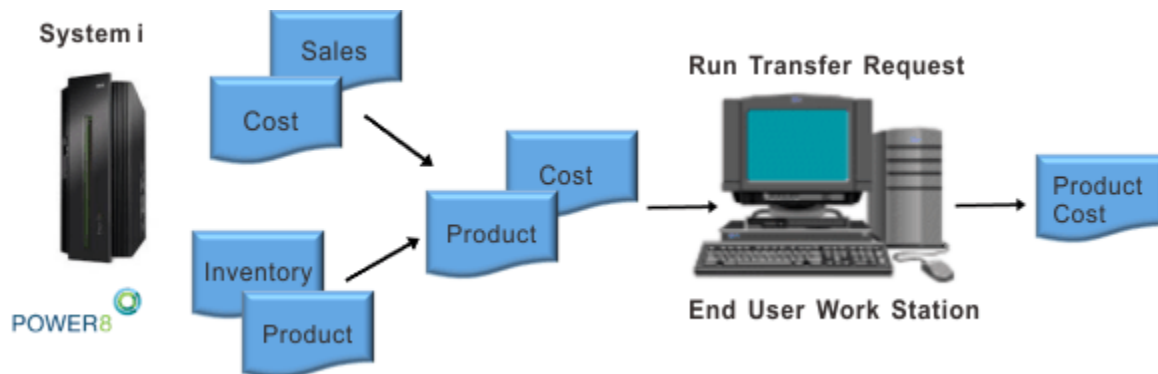 System i
Sales
Cost
Run Transfer Request
Cost
Product
Product
Cost
Inventory
Product
POWER8
End User Work Station